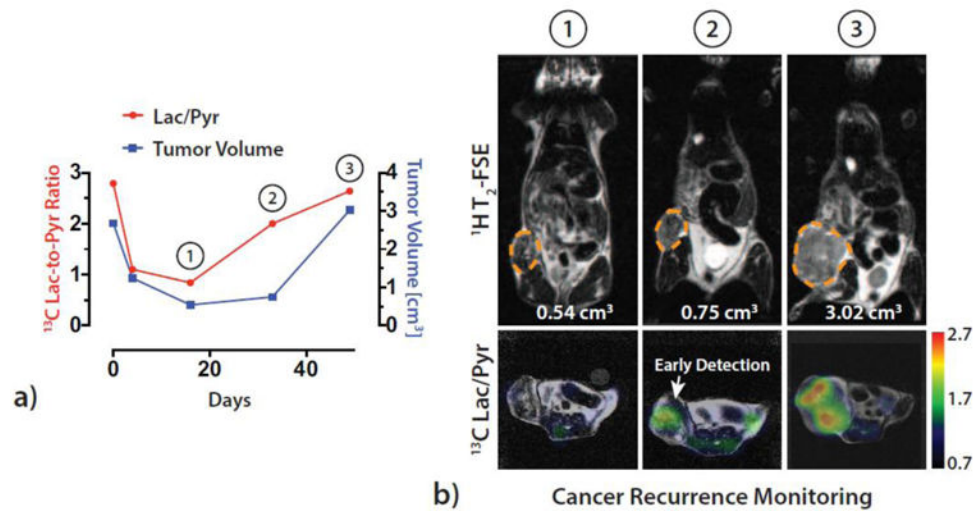 Lac/Pyr
Tumor Volume
¹³C Lac-to-Pyr Ratio
3
2
1
0
Tumor Volume [cm³]
4
3
2
1
0
1
2
3
0
20
40
Days
a)
1
2
3
¹H T₂-FSE
0.54 cm³
0.75 cm³
3.02 cm³
¹³C Lac/Pyr
Early Detection
2.7
1.7
0.7
b)
Cancer Recurrence Monitoring